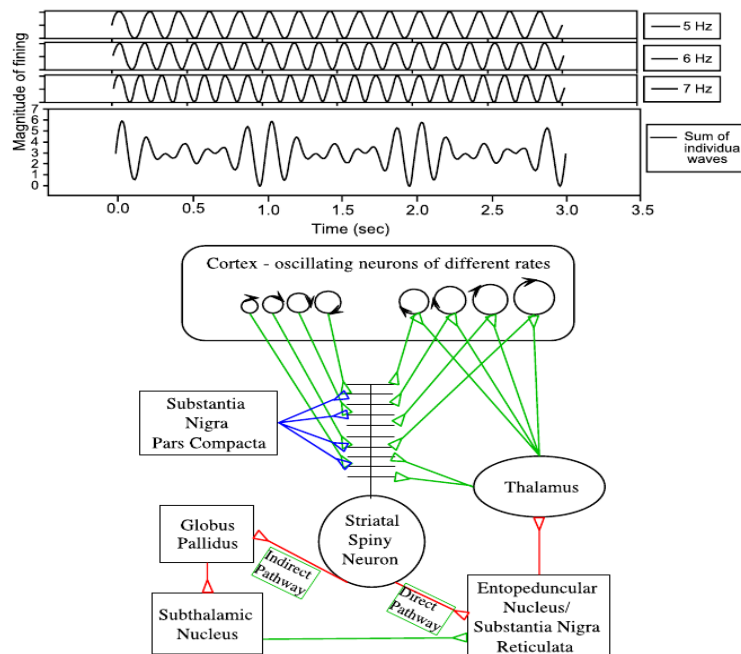 Magnitude of fining
5 Hz
6 Hz
7 Hz
7
6
5
4
3
2
1
0
Sum of
individual
waves
0.0 0.5 1.0 1.5 2.0 2.5 3.0 3.5
Time (sec)
Cortex - oscillating neurons of different rates
Substantia
Nigra
Pars Compacta
Thalamus
Striatal
Spiny
Neuron
Globus
Pallidus
Indirect
Pathway
Direct
Pathway
Subthalamic
Nucleus
Entopeduncular
Nucleus/
Substantia Nigra
Reticulata